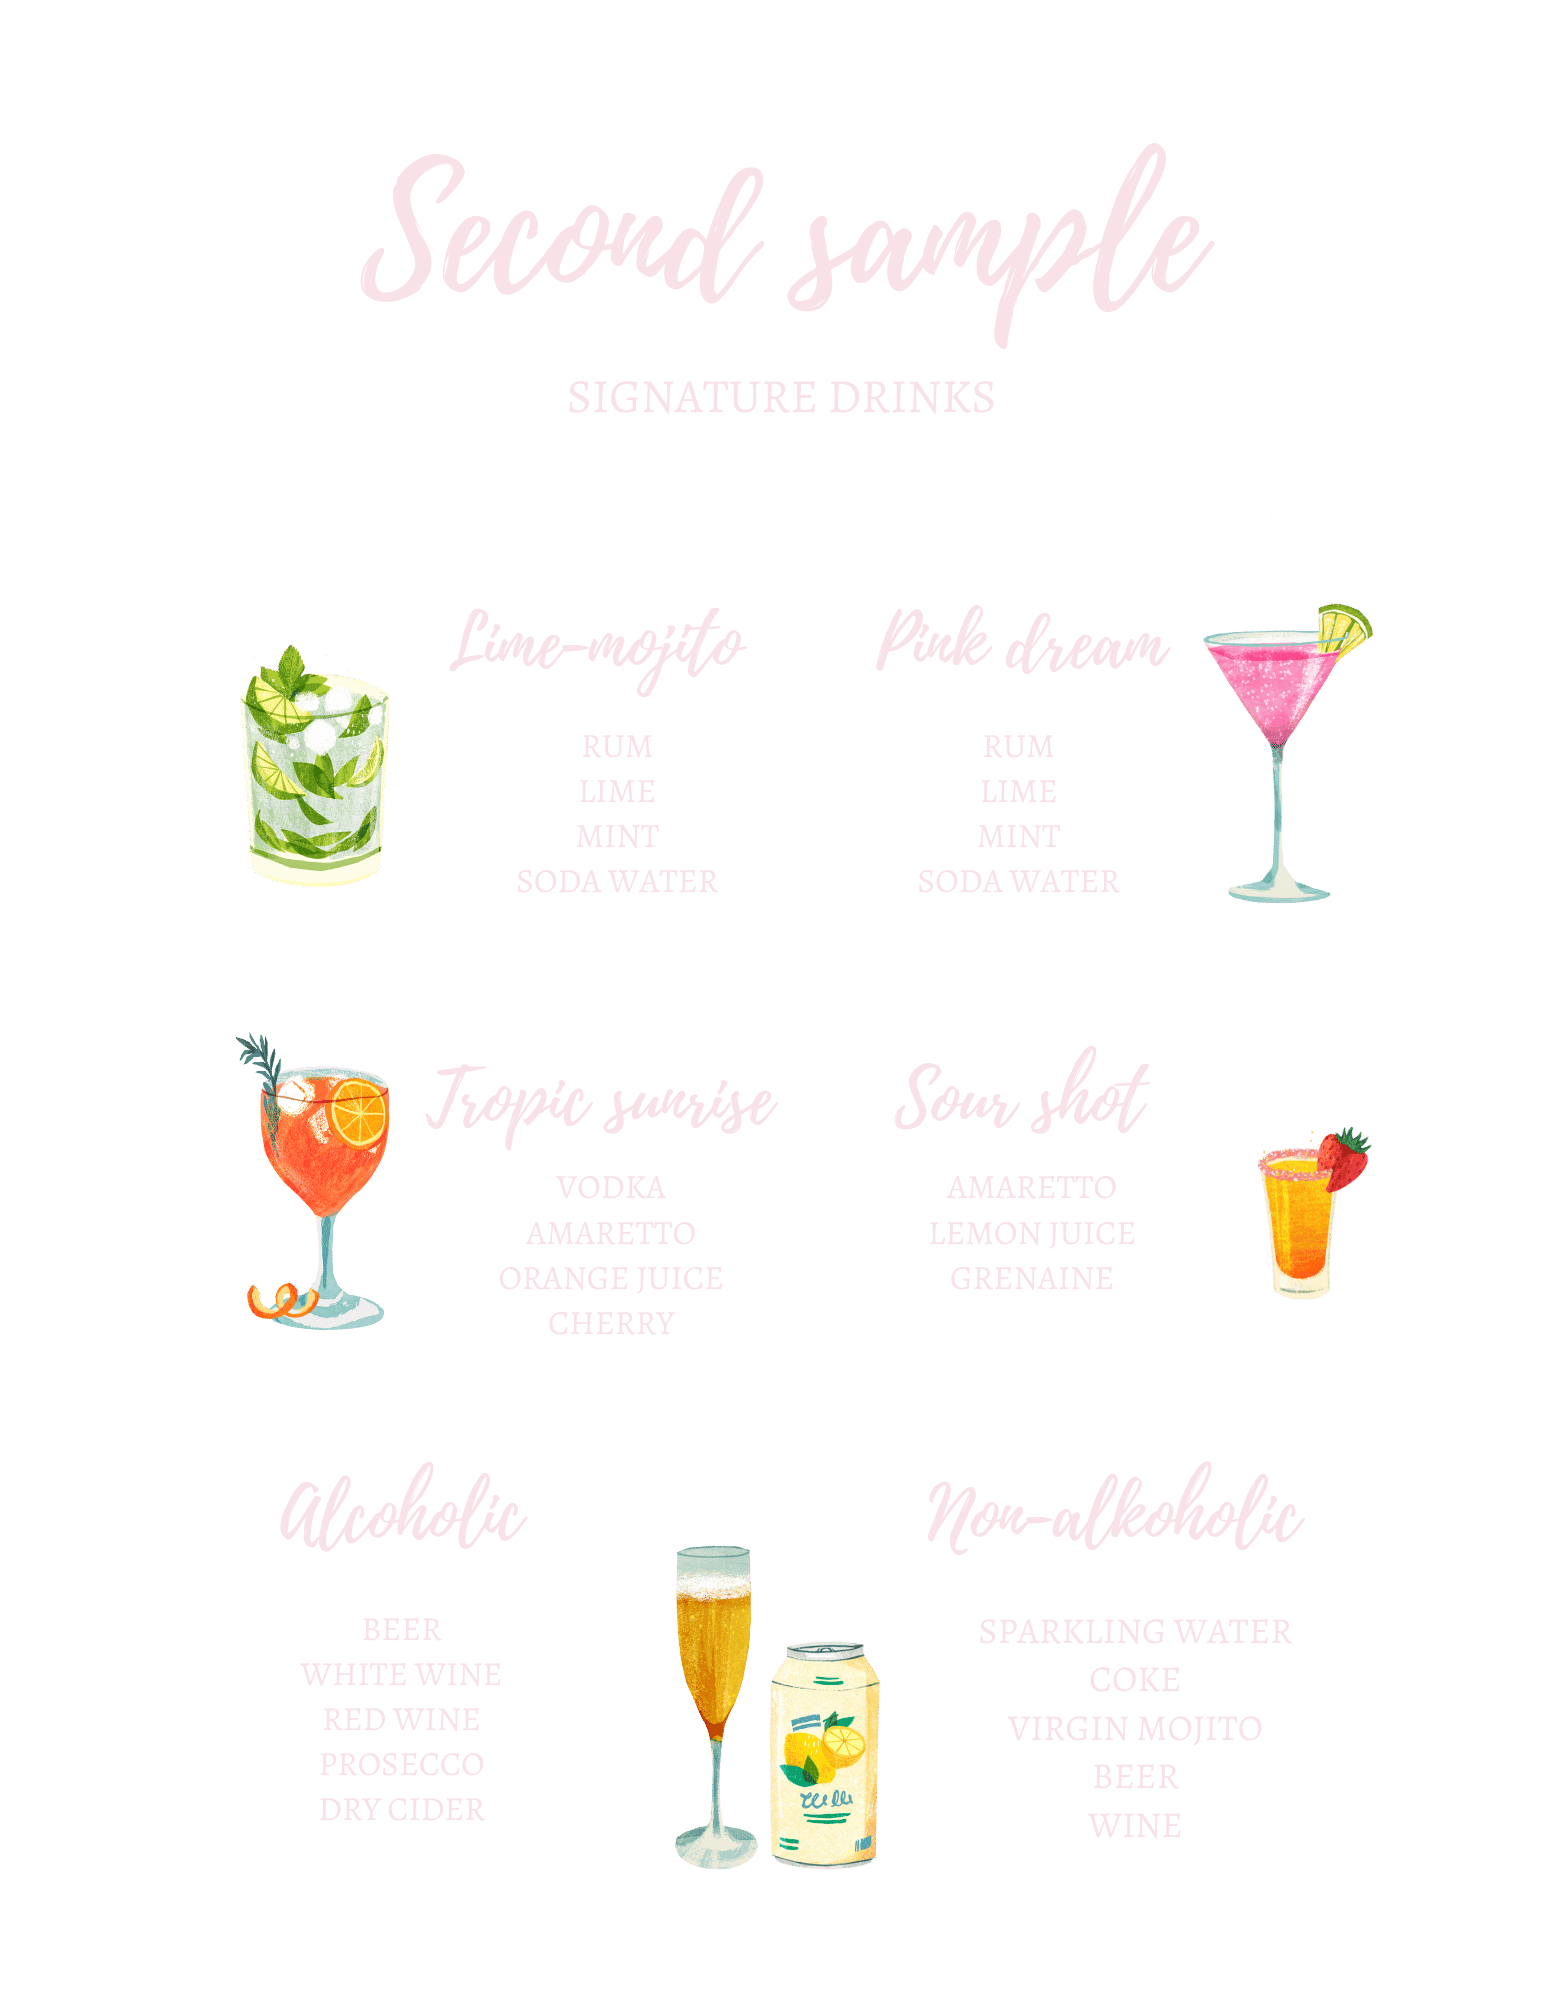 Second sample
SIGNATURE DRINKS
Lime-mojito
RUM
LIME
MINT
SODA WATER
Pink dream
RUM
LIME
MINT
SODA WATER
Tropic sunrise
VODKA
AMARETTO
ORANGE JUICE
CHERRY
Sour shot
AMARETTO
LEMON JUICE
GRENAINE
Alcoholic
BEER
WHITE WINE
RED WINE
PROSECCO
DRY CIDER
Non-alkoholic
SPARKLING WATER
COKE
VIRGIN MOJITO
BEER
WINE